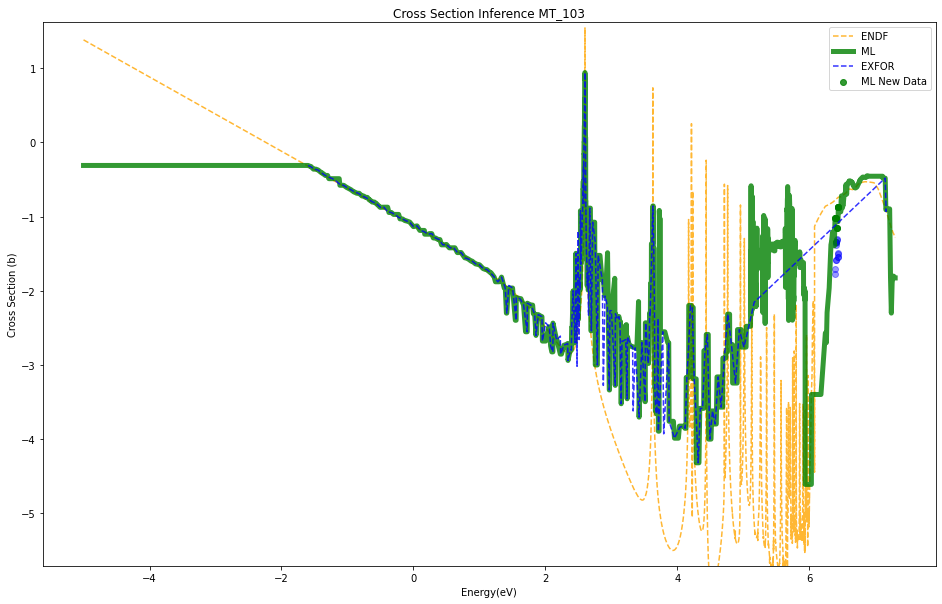 Cross Section Inference MT_103
ENDF
ML
EXFOR
ML New Data
Cross Section (b)
1
0
−1
−2
−3
−4
−5
−4
−2
0
2
4
6
Energy(eV)